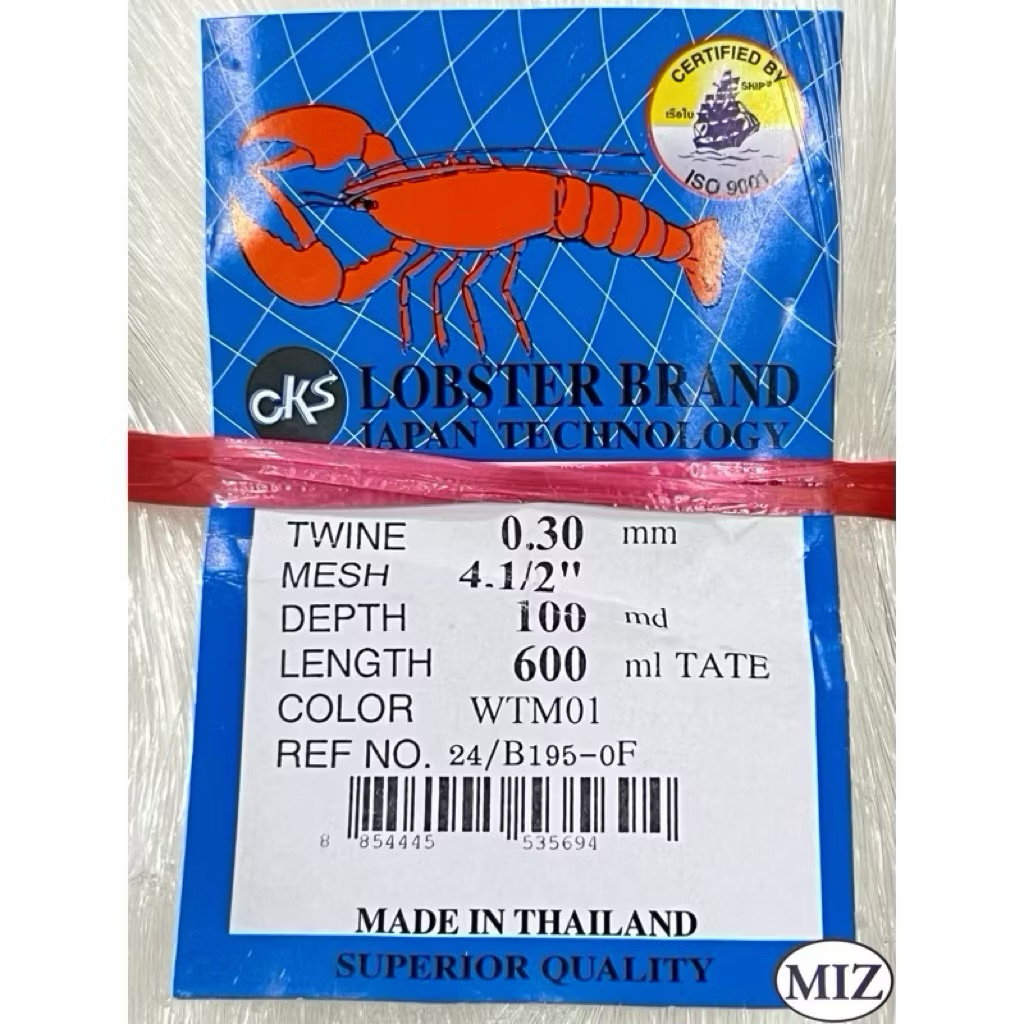 CERTIFIED BY
SHIP®
เรือใบ
ISO 9001
CKS
LOBSTER BRAND
JAPAN TECHNOLOGY
TWINE 0.30 mm
MESH 4.1/2"
DEPTH 100 md
LENGTH 600 ml TATE
COLOR WTM01
REF NO. 24/B195-0F
8 854445 535694
MADE IN THAILAND
SUPERIOR QUALITY
MIZ